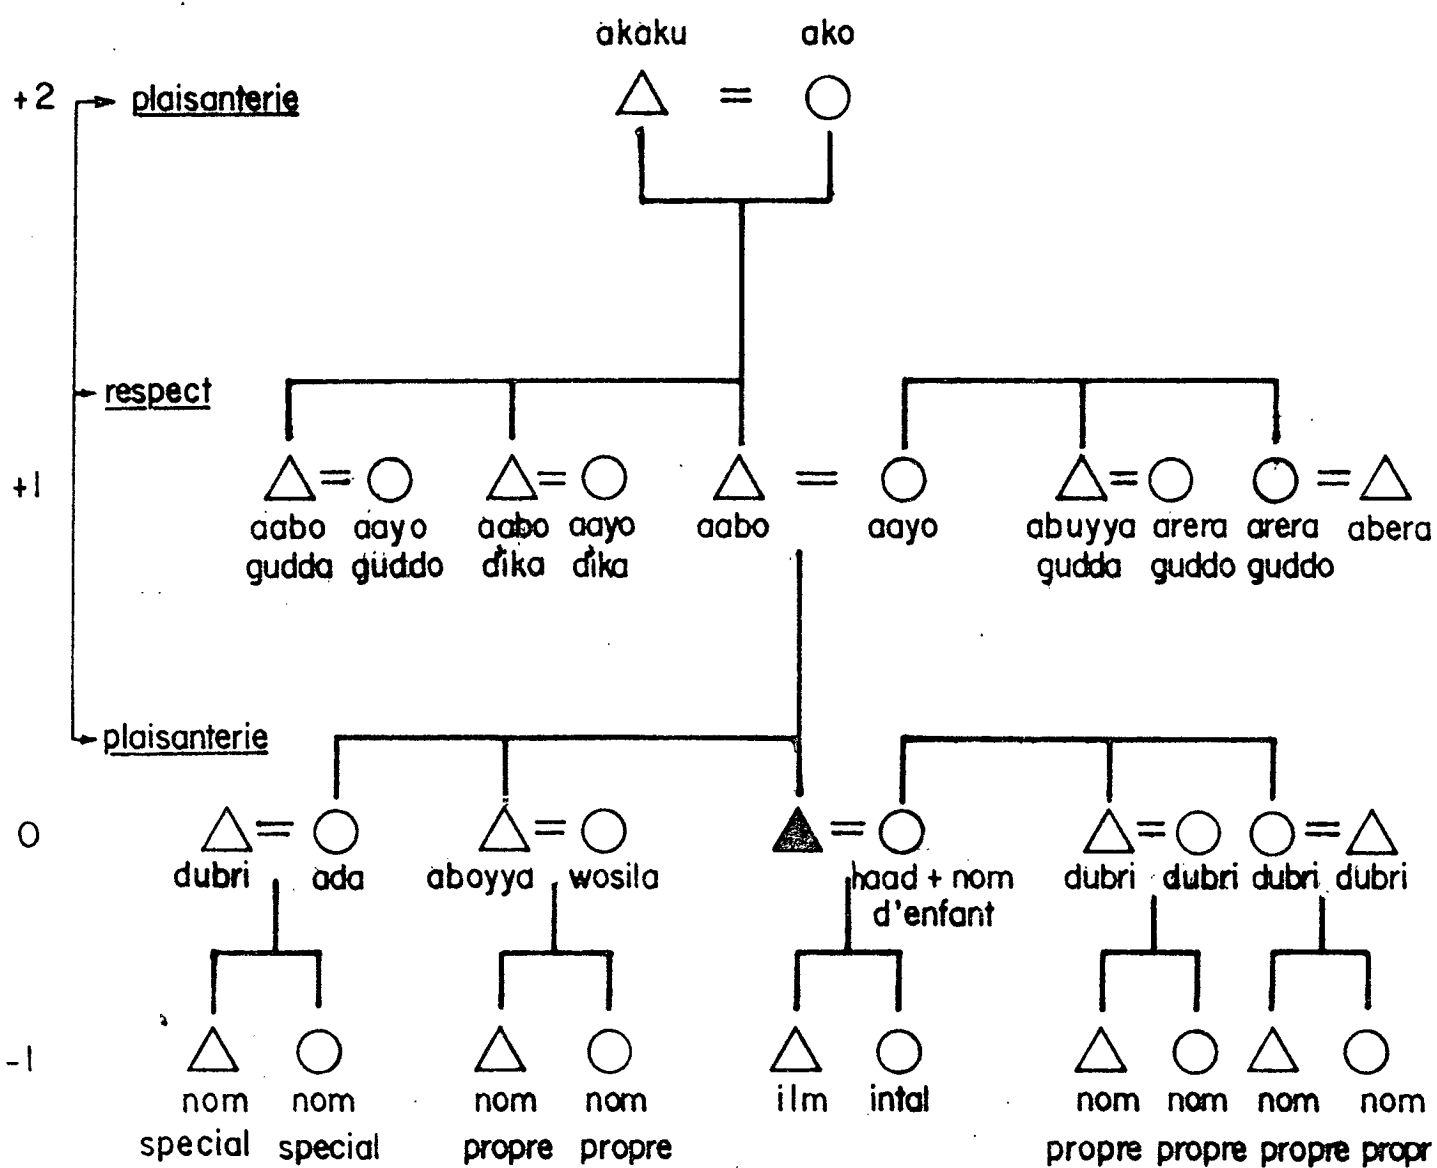 akaku ako
+2 plaisanterie
respect
+1
aabo aayo aabo aayo aabo aayo abuyya arera arera abera
gudda guddo ɗika ɗika gudda guddo guddo
plaisanterie
0
dubri ada aboyya wosila haad + nom dubri dubri dubri dubri
d'enfant
-1
nom nom nom nom ilm intal nom nom nom nom
special special propre propre propre propre propre propr